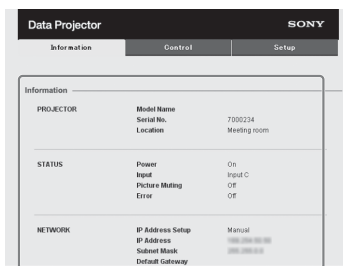 Data Projector
SONY
Information Control Setup
Information
PROJECTOR Model Name
Serial No. 7000234
Location Meeting room
STATUS Power On
Input Input C
Picture Muting Off
Error Off
NETWORK IP Address Setup Manual
IP Address
Subnet Mask
Default Gateway